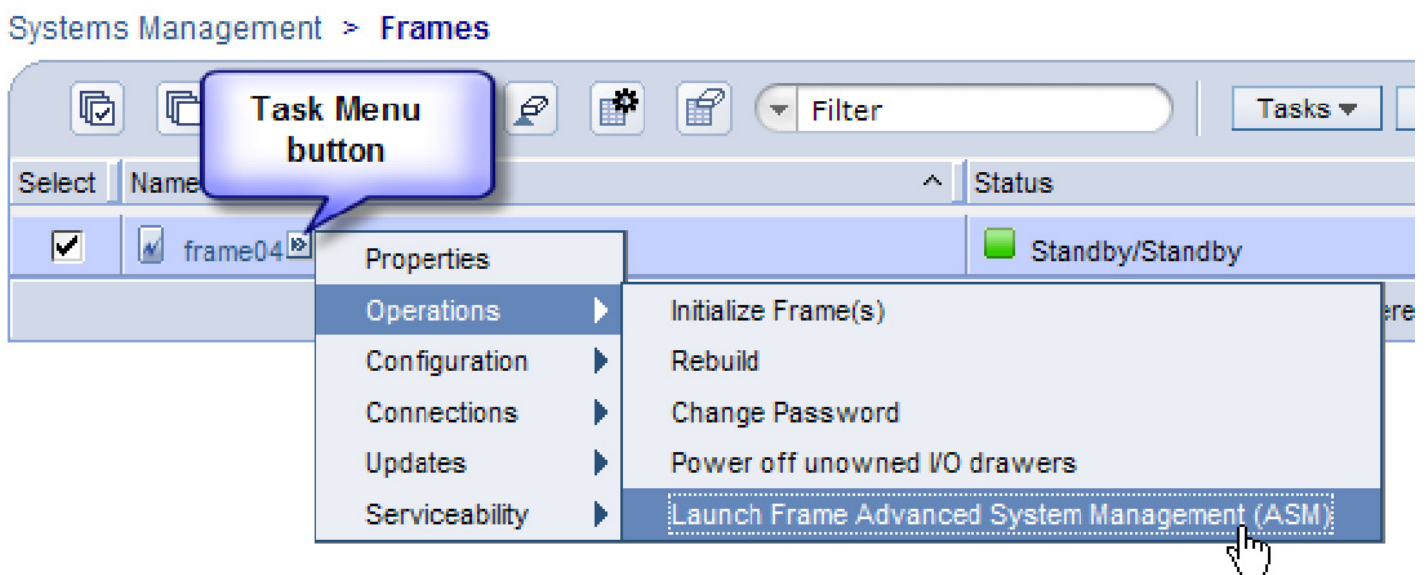 Systems Management > Frames
Task Menu
button
Filter
Tasks
Select
Name
Status
frame04
Standby/Standby
Properties
Operations
Configuration
Connections
Updates
Serviceability
Initialize Frame(s)
Rebuild
Change Password
Power off unowned I/O drawers
Launch Frame Advanced System Management (ASM)